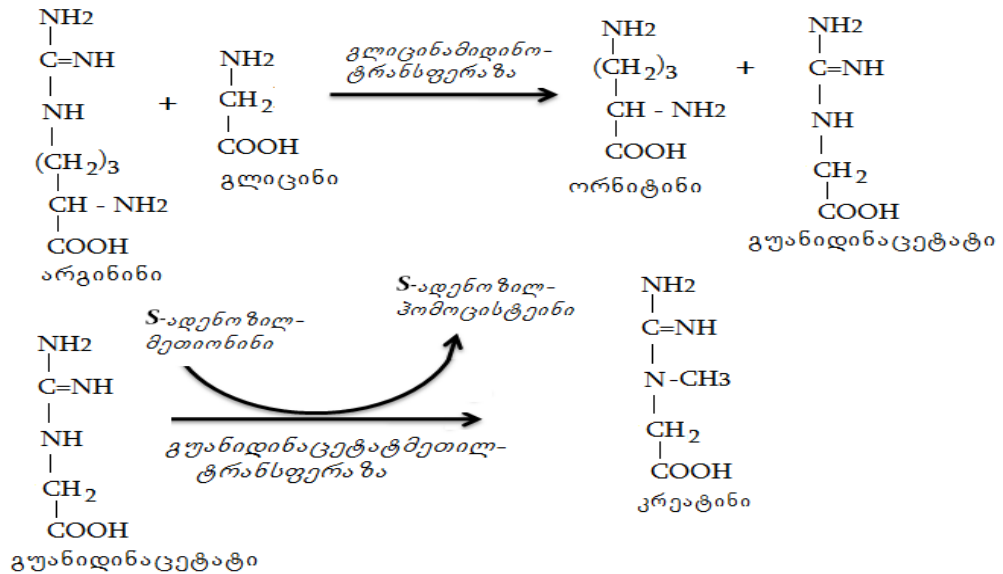 NH2
C=NH
NH
(CH2)3
CH - NH2
COOH
არგინინი
+
NH2
CH2
COOH
გლიცინი
გლიცინამიდინო-
ტრანსფერაზა
NH2
(CH2)3
CH - NH2
COOH
ორნიტინი
+
NH2
C=NH
NH
CH2
COOH
გუანიდინაცეტატი
NH2
C=NH
NH
CH2
COOH
გუანიდინაცეტატი
S-ადენოზილ-
მეთიონინი
S-ადენოზილ-
ჰომოცისტეინი
გუანიდინაცეტატმეთილ-
ტრანსფერაზა
NH2
C=NH
N-CH3
CH2
COOH
კრეატინი